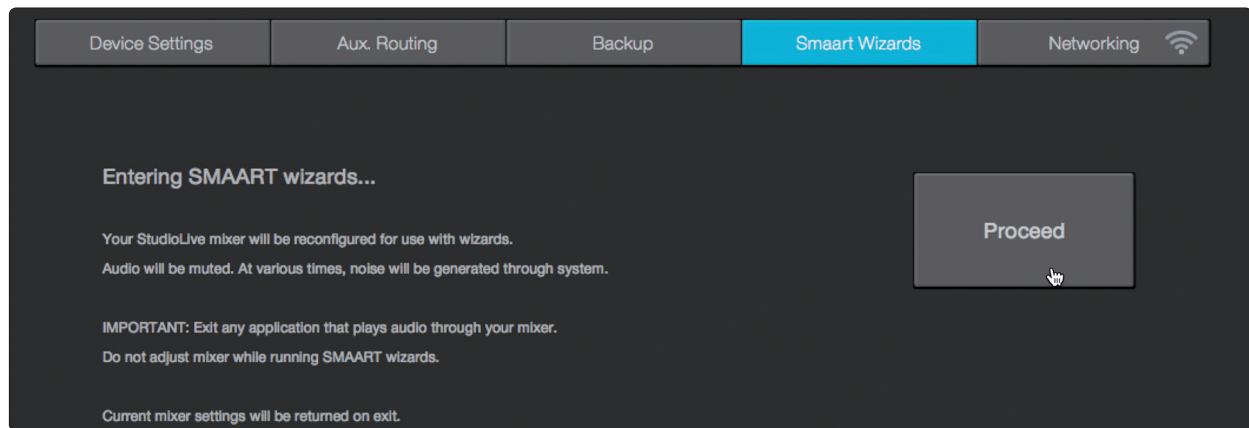 Device Settings
Aux. Routing
Backup
Smaart Wizards
Networking
Entering SMAART wizards...
Proceed
Your StudioLive mixer will be reconfigured for use with wizards.
Audio will be muted. At various times, noise will be generated through system.
IMPORTANT: Exit any application that plays audio through your mixer.
Do not adjust mixer while running SMAART wizards.
Current mixer settings will be returned on exit.